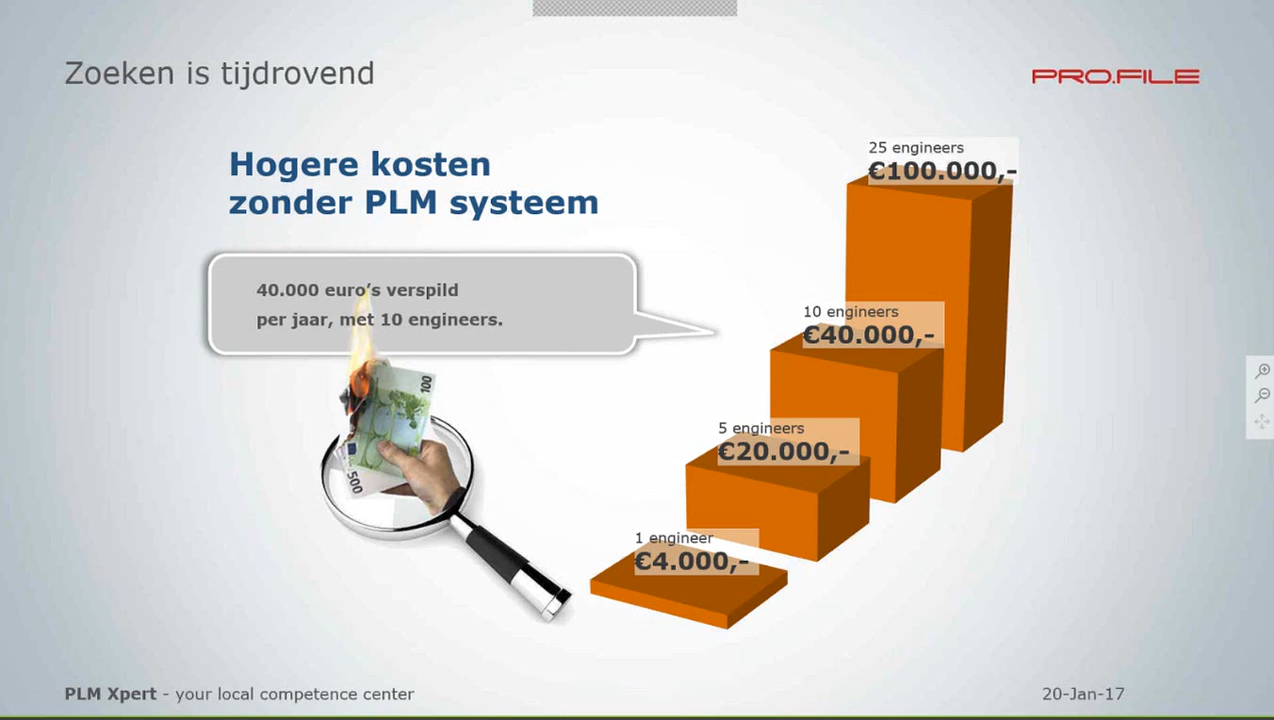 Zoeken is tijdrovend
PRO.FILE
Hogere kosten
zonder PLM systeem
40.000 euro's verspild
per jaar, met 10 engineers.
25 engineers
€100.000,-
10 engineers
€40.000,-
5 engineers
€20.000,-
1 engineer
€4.000,-
100
500
PLM Xpert - your local competence center
20-Jan-17